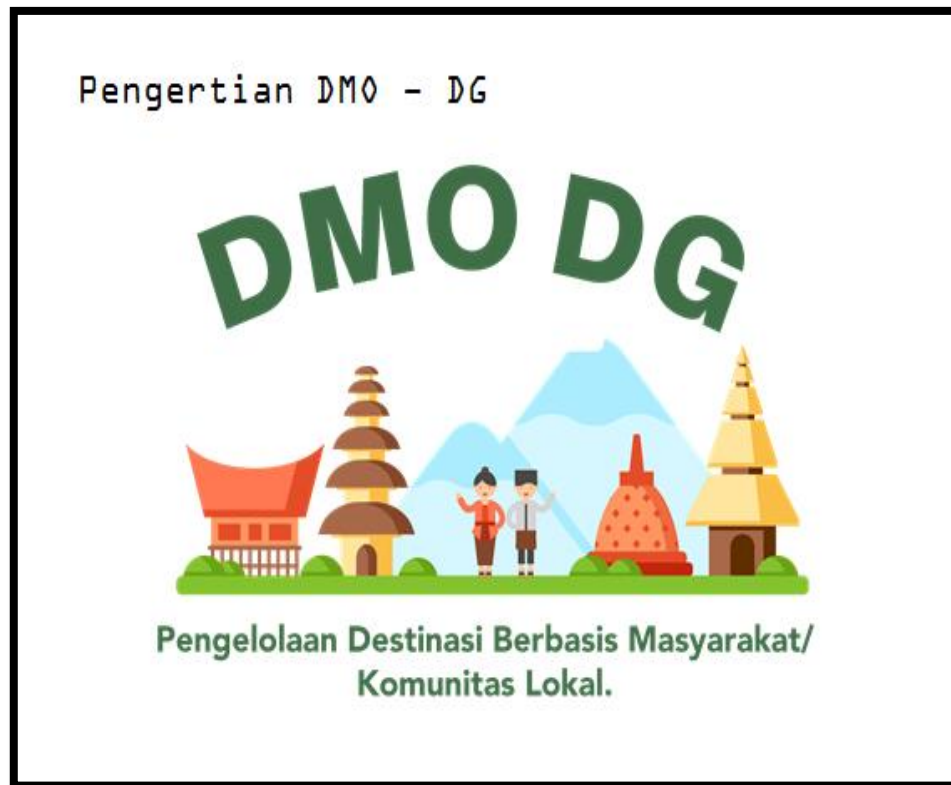 Pengertian DMO – DG
DMO DG
Pengelolaan Destinasi Berbasis Masyarakat/
Komunitas Lokal.